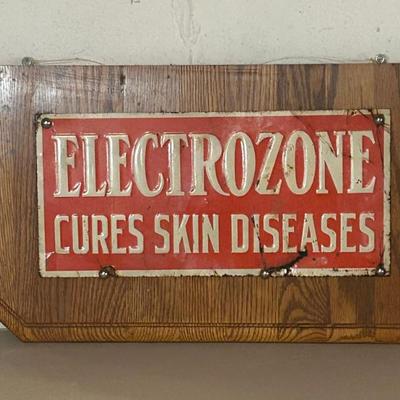 ELECTROZONE
CURES SKIN DISEASES